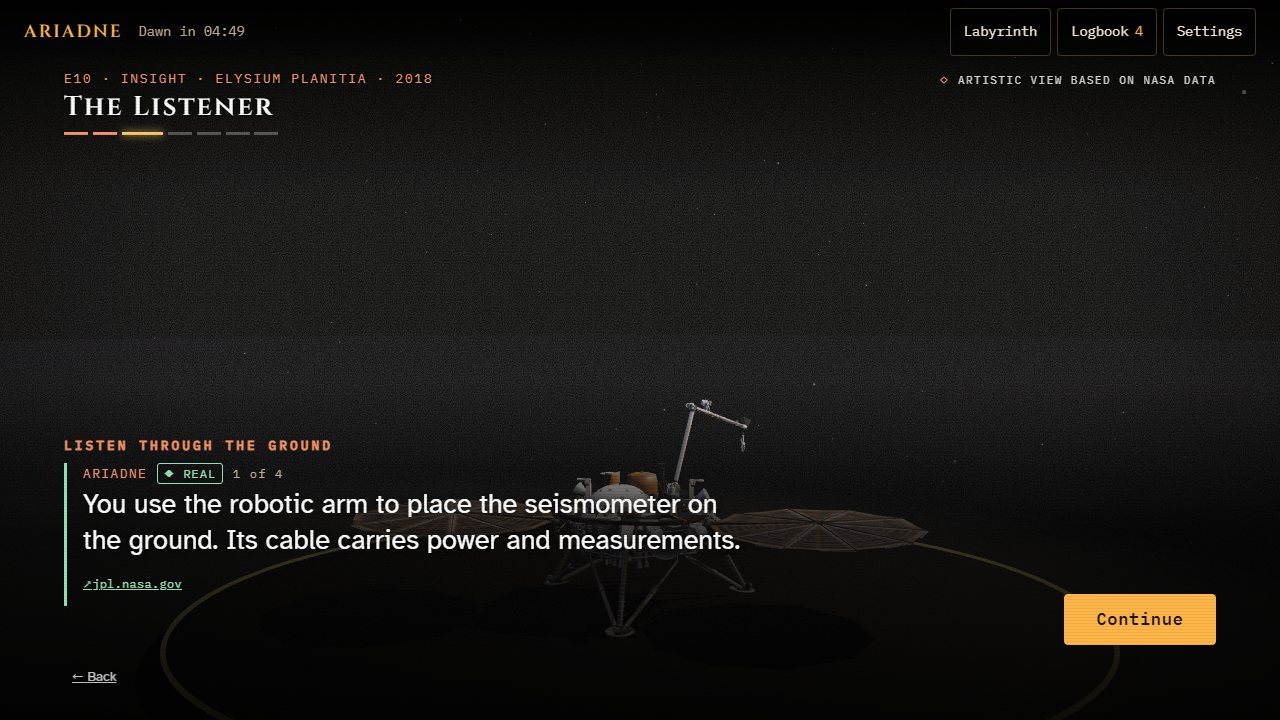 ARIADNE Dawn in 04:49
Labyrinth
Logbook 4
Settings
E10 · INSIGHT · ELYSIUM PLANITIA · 2018
◇ ARTISTIC VIEW BASED ON NASA DATA
The Listener
LISTEN THROUGH THE GROUND
ARIADNE ◆ REAL 1 of 4
You use the robotic arm to place the seismometer on
the ground. Its cable carries power and measurements.
↗jpl.nasa.gov
Continue
← Back